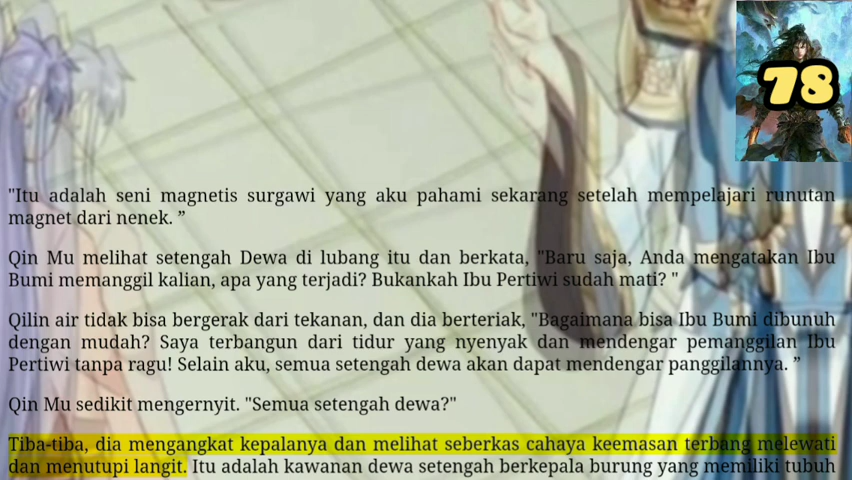 78
"Itu adalah seni magnetis surgawi yang aku pahami sekarang setelah mempelajari runutan
magnet dari nenek. ”
Qin Mu melihat setengah Dewa di lubang itu dan berkata, "Baru saja, Anda mengatakan Ibu
Bumi memanggil kalian, apa yang terjadi? Bukankah Ibu Pertiwi sudah mati? "
Qilin air tidak bisa bergerak dari tekanan, dan dia berteriak, "Bagaimana bisa Ibu Bumi dibunuh
dengan mudah? Saya terbangun dari tidur yang nyenyak dan mendengar pemanggilan Ibu
Pertiwi tanpa ragu! Selain aku, semua setengah dewa akan dapat mendengar panggilannya. ”
Qin Mu sedikit mengernyit. "Semua setengah dewa?"
Tiba-tiba, dia mengangkat kepalanya dan melihat seberkas cahaya keemasan terbang melewati
dan menutupi langit. Itu adalah kawanan dewa setengah berkepala burung yang memiliki tubuh